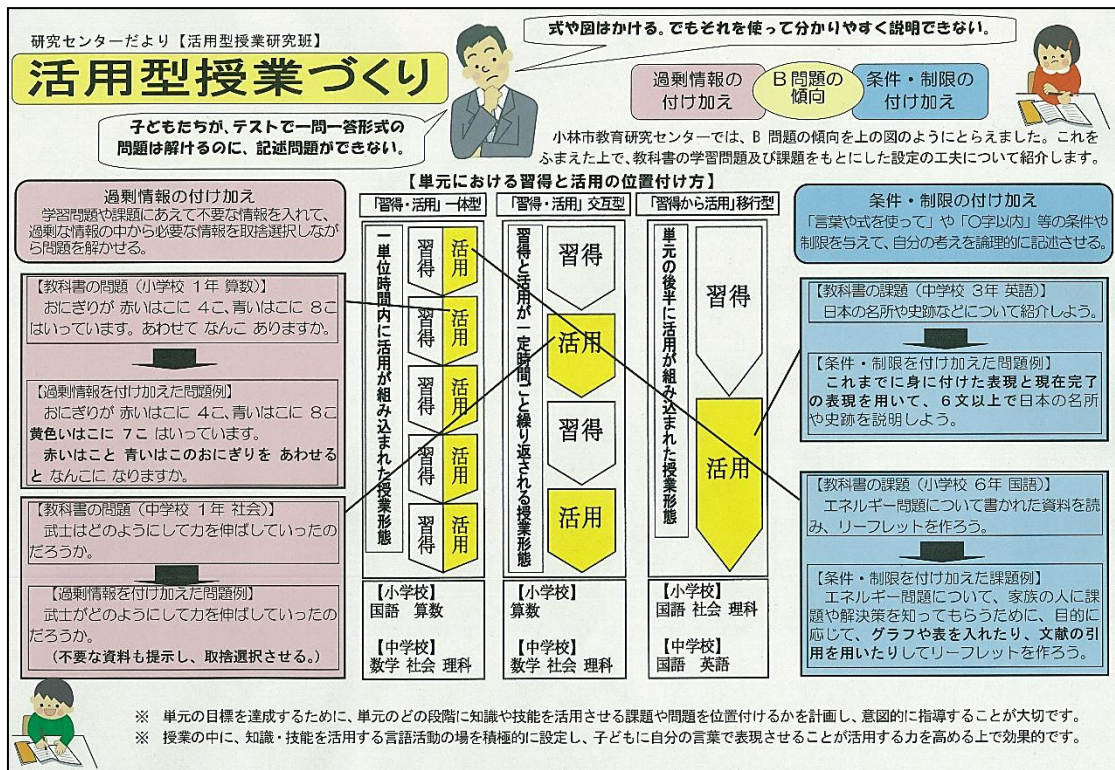 研究センターだより【活用型授業研究班】
活用型授業づくり
式や図はかける。でもそれを使って分かりやすく説明できない。
子どもたちが、テストで一問一答形式の
問題は解けるのに、記述問題ができない。
過剰情報の
付け加え
B問題の
傾向
条件・制限の
付け加え
小林市教育研究センターでは、B 問題の傾向を上の図のようにとらえました。これを
ふまえた上で、教科書の学習問題及び課題をもとにした設定の工夫について紹介します。
過剰情報の付け加え
学習問題や課題にあえて不要な情報を入れて、
過剰な情報の中から必要な情報を取捨選択しなが
ら問題を解かせる。
【教科書の問題（小学校 1年 算数）】
おにぎりが 赤いはこに 4こ、青いはこに 8こ
はいっています。あわせて なんこ ありますか。
【過剰情報を付け加えた問題例】
おにぎりが 赤いはこに 4こ、青いはこに 8こ
黄色いはこに 7こ はいっています。
赤いはこと 青いはこのおにぎりを あわせる
と なんこに なりますか。
【教科書の問題（中学校 1年 社会）】
武士はどのようにして力を伸ばしていったの
だろうか。
【過剰情報を付け加えた問題例】
武士がどのようにして力を伸ばしていったの
だろうか。
（不要な資料も提示し、取捨選択させる。）
【単元における習得と活用の位置付け方】
「習得・活用」一体型
一単位時間内に活用が組み込まれた授業形態
習得 活用
習得 活用
習得 活用
習得 活用
習得 活用
【小学校】
国語 算数
【中学校】
数学 社会 理科
「習得・活用」交互型
習得と活用が一定時間ごと繰り返される授業形態
習得
活用
習得
活用
【小学校】
算数
【中学校】
数学 社会 理科
「習得から活用」移行型
単元の後半に活用が組み込まれた授業形態
習得
活用
【小学校】
国語 社会 理科
【中学校】
国語 英語
条件・制限の付け加え
「言葉や式を使って」や「〇字以内」等の条件や
制限を与えて、自分の考えを論理的に記述させる。
【教科書の課題（中学校 3年 英語）】
日本の名所や史跡などについて紹介しよう。
【条件・制限を付け加えた問題例】
これまでに身に付けた表現と現在完了
の表現を用いて、6文以上で日本の名所
や史跡を説明しよう。
【教科書の課題（小学校 6年 国語）】
エネルギー問題について書かれた資料を読
み、リーフレットを作ろう。
【条件・制限を付け加えた課題例】
エネルギー問題について、家族の人に課
題や解決策を知ってもらうために、目的に
応じて、グラフや表を入れたり、文献の引
用を用いたりしてリーフレットを作ろう。
※ 単元の目標を達成するために、単元のどの段階に知識や技能を活用させる課題や問題を位置付けるかを計画し、意図的に指導することが大切です。
※ 授業の中に、知識・技能を活用する言語活動の場を積極的に設定し、子どもに自分の言葉で表現させることが活用する力を高める上で効果的です。